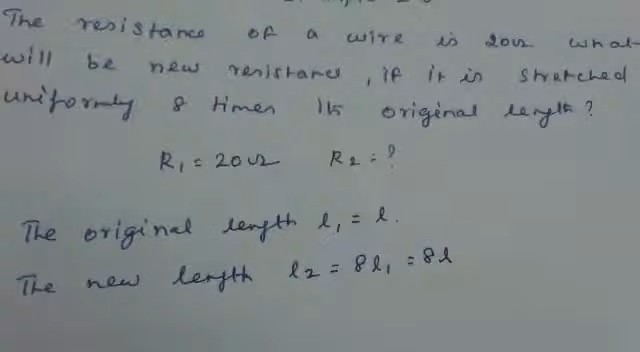 The resistance of a wire is 20Ω what
will be new resistance, if it is stretched
uniformly 8 times its original length?
R₁ = 20Ω R₂ = ?
The original length l₁ = l.
The new length l₂ = 8l₁ = 8l